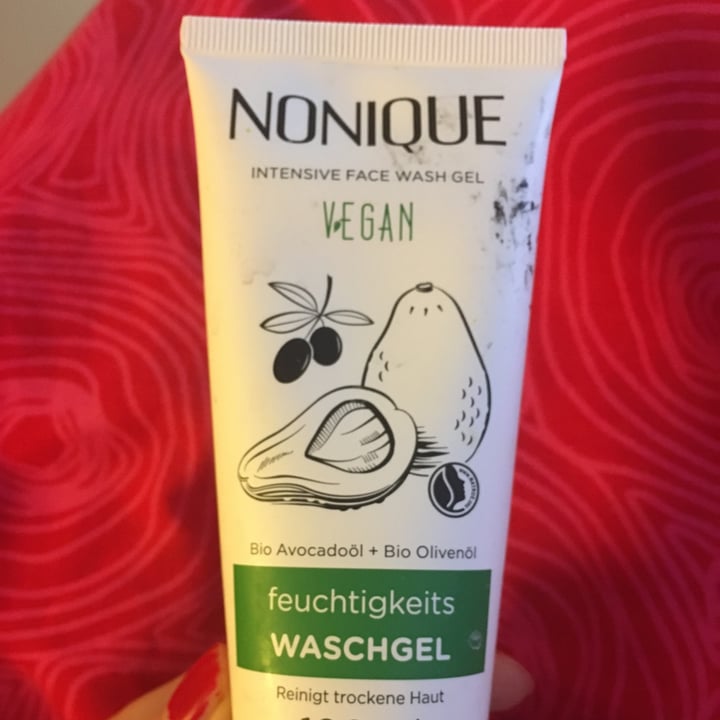 NONIQUE
INTENSIVE FACE WASH GEL
VEGAN
Bio Avocadoöl + Bio Olivenöl
feuchtigkeits
WASCHGEL
Reinigt trockene Haut